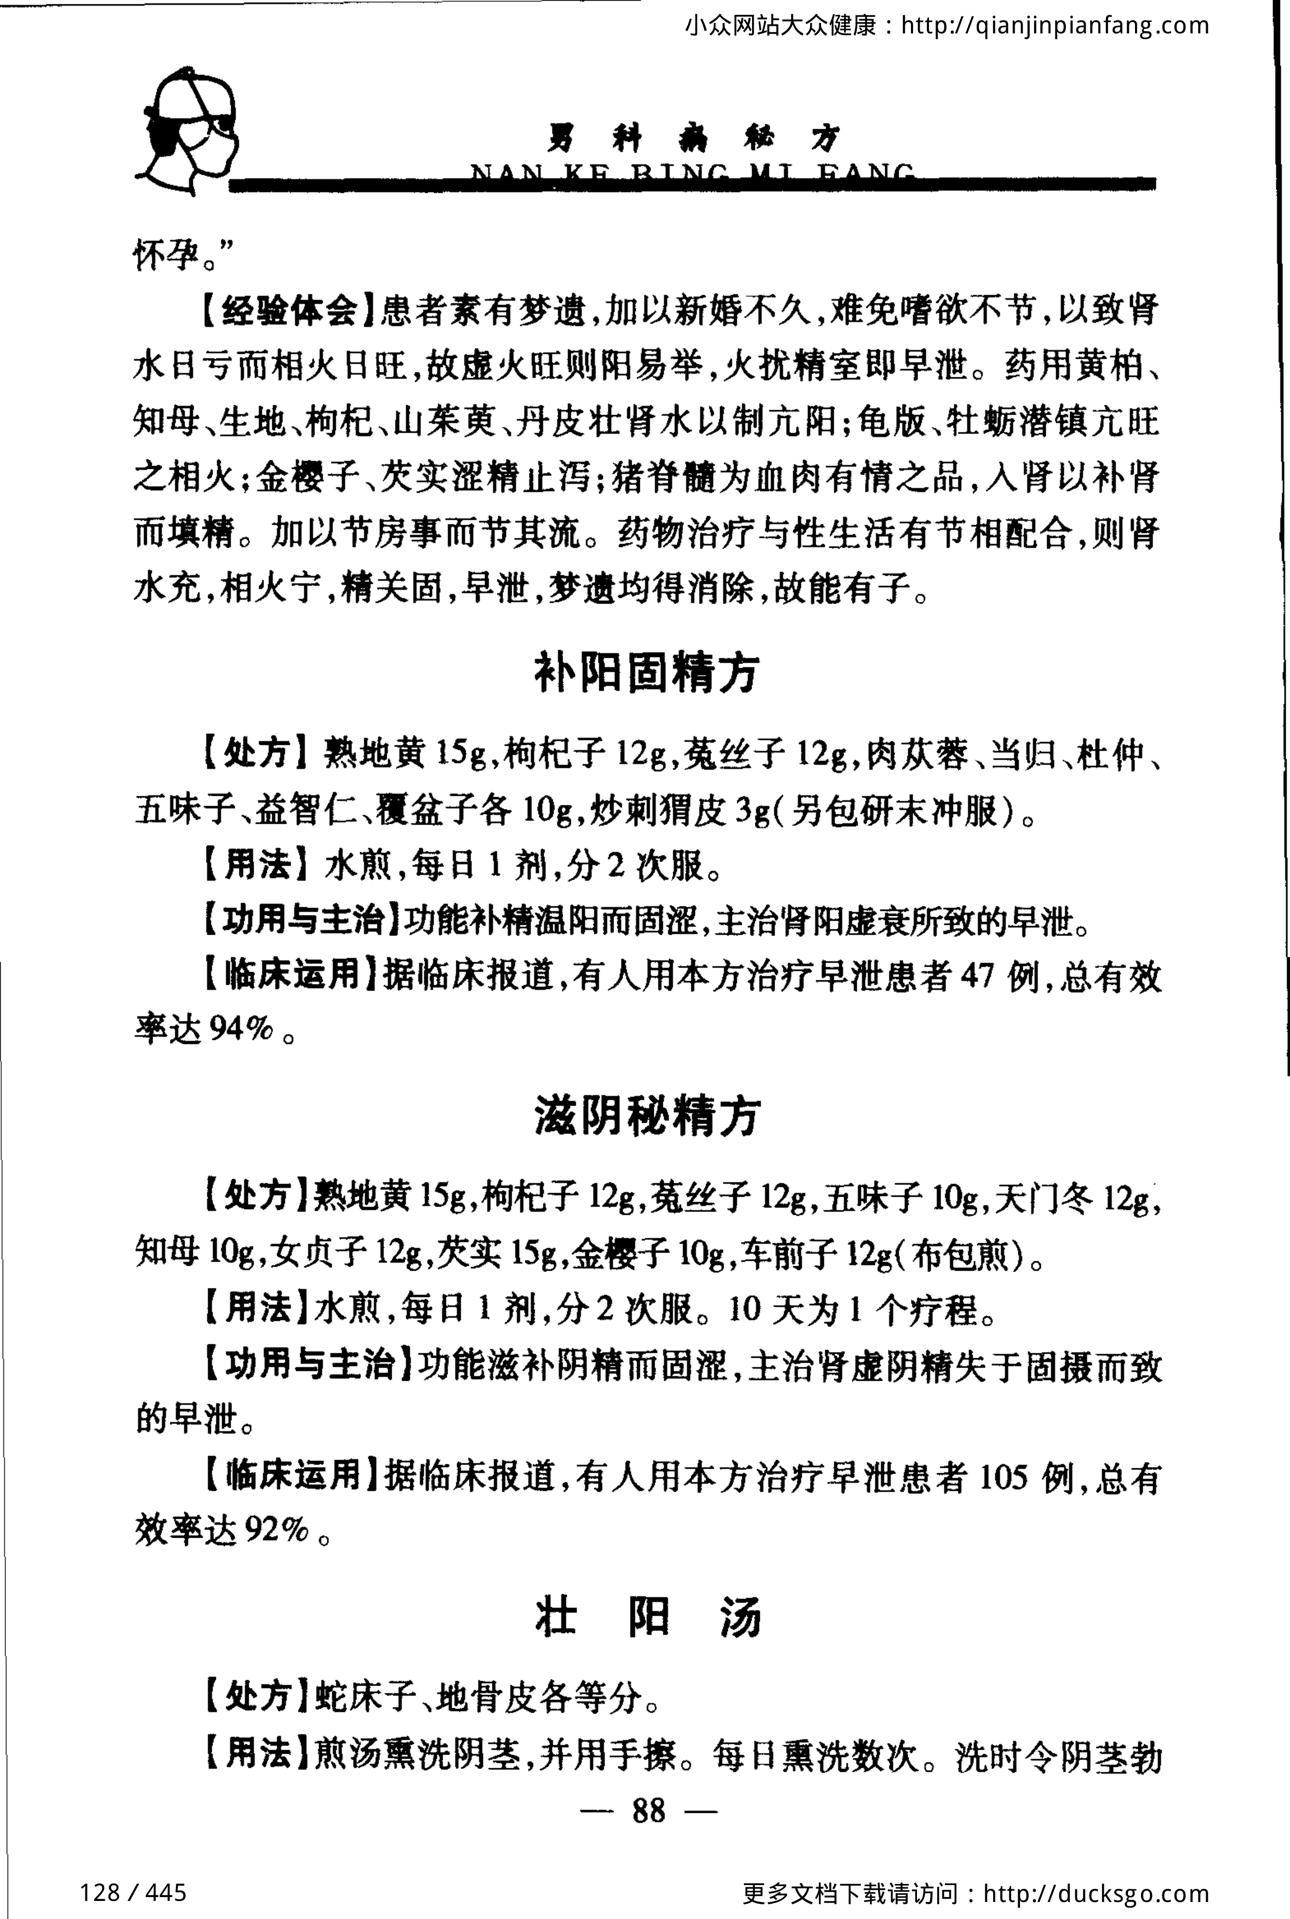 小众网站大众健康：http://qianjinpianfang.com
男科病秘方
NAN KE BING MI FANG
怀孕。”
【经验体会】患者素有梦遗,加以新婚不久,难免嗜欲不节,以致肾
水日亏而相火日旺,故虚火旺则阳易举,火扰精室即早泄。药用黄柏、
知母、生地、枸杞、山茱萸、丹皮壮肾水以制亢阳;龟版、牡蛎潜镇亢旺
之相火;金樱子、芡实涩精止泻;猪脊髓为血肉有情之品,入肾以补肾
而填精。加以节房事而节其流。药物治疗与性生活有节相配合,则肾
水充,相火宁,精关固,早泄,梦遗均得消除,故能有子。
补阳固精方
【处方】熟地黄 15g,枸杞子 12g,菟丝子 12g,肉苁蓉、当归、杜仲、
五味子、益智仁、覆盆子各 10g,炒刺猬皮 3g(另包研末冲服)。
【用法】水煎,每日 1 剂,分 2 次服。
【功用与主治】功能补精温阳而固涩,主治肾阳虚衰所致的早泄。
【临床运用】据临床报道,有人用本方治疗早泄患者 47 例,总有效
率达 94%。
滋阴秘精方
【处方】熟地黄 15g,枸杞子 12g,菟丝子 12g,五味子 10g,天门冬 12g,
知母 10g,女贞子 12g,芡实 15g,金樱子 10g,车前子 12g(布包煎)。
【用法】水煎,每日 1 剂,分 2 次服。10 天为 1 个疗程。
【功用与主治】功能滋补阴精而固涩,主治肾虚阴精失于固摄而致
的早泄。
【临床运用】据临床报道,有人用本方治疗早泄患者 105 例,总有
效率达 92%。
壮阳汤
【处方】蛇床子、地骨皮各等分。
【用法】煎汤熏洗阴茎,并用手擦。每日熏洗数次。洗时令阴茎勃
— 88 —
128 / 445
更多文档下载请访问：http://ducksgo.com